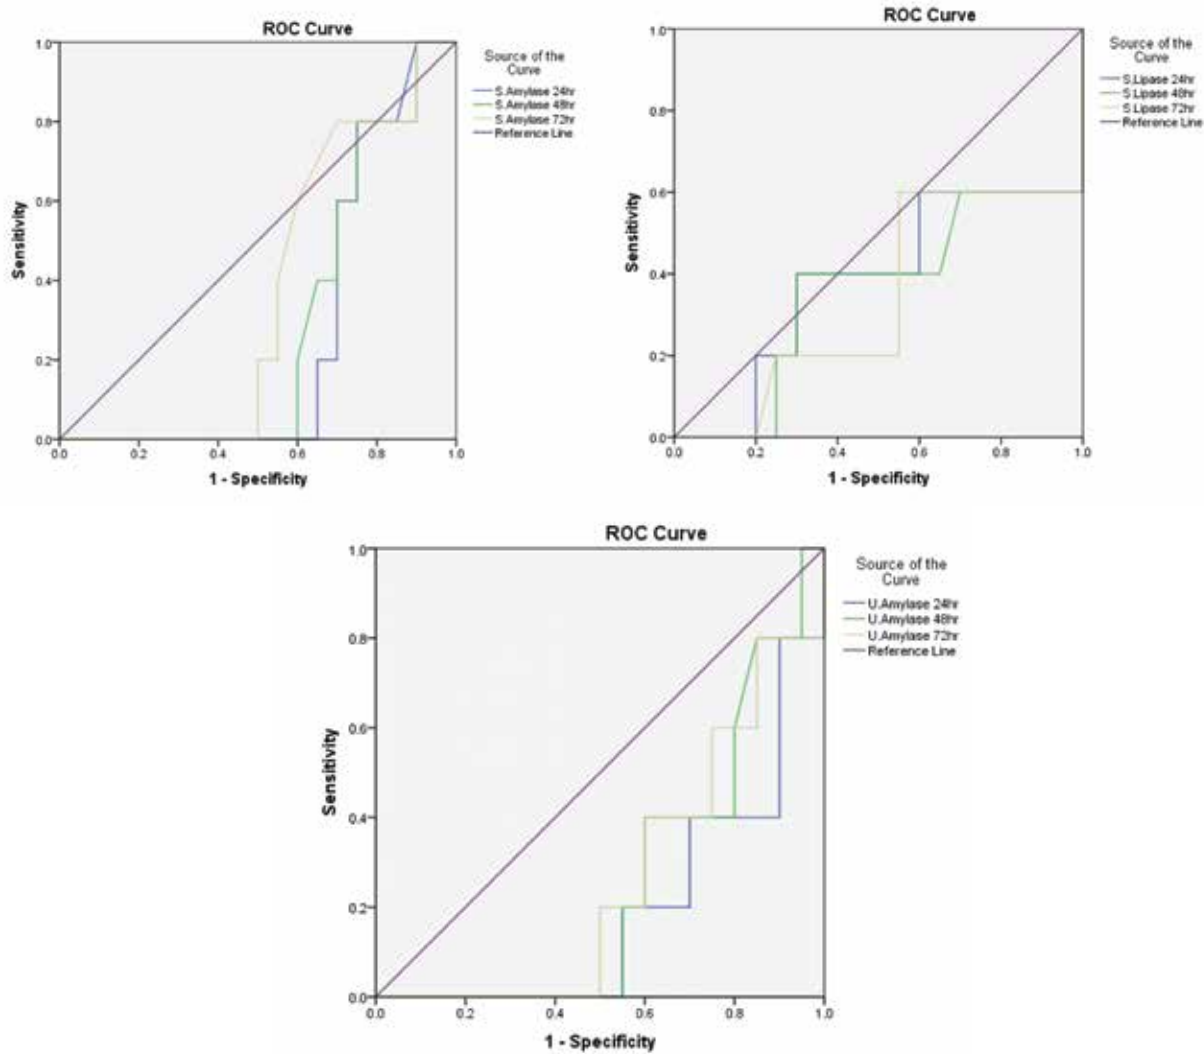 ROC Curve
Source of the
Curve
S.Amylase 24hr
S.Amylase 48hr
S.Amylase 72hr
Reference Line
1.0
0.8
0.6
0.4
0.2
0.0
Sensitivity
0.0 0.2 0.4 0.6 0.8 1.0
1 - Specificity
ROC Curve
Source of the
Curve
S.Lipase 24hr
S.Lipase 48hr
S.Lipase 72hr
Reference Line
1.0
0.8
0.6
0.4
0.2
0.0
Sensitivity
0.0 0.2 0.4 0.6 0.8 1.0
1 - Specificity
ROC Curve
Source of the
Curve
U.Amylase 24hr
U.Amylase 48hr
U.Amylase 72hr
Reference Line
1.0
0.8
0.6
0.4
0.2
0.0
Sensitivity
0.0 0.2 0.4 0.6 0.8 1.0
1 - Specificity